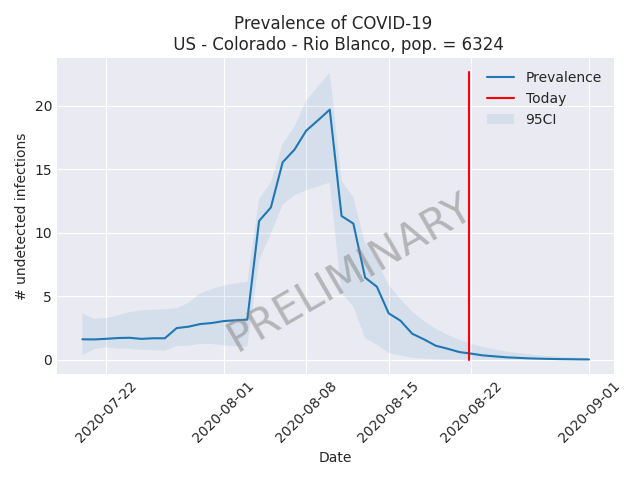 Prevalence of COVID-19
US - Colorado - Rio Blanco, pop. = 6324
Prevalence
Today
95CI
PRELIMINARY
# undetected infections
20
15
10
5
0
2020-07-22
2020-08-01
2020-08-08
2020-08-15
2020-08-22
2020-09-01
Date